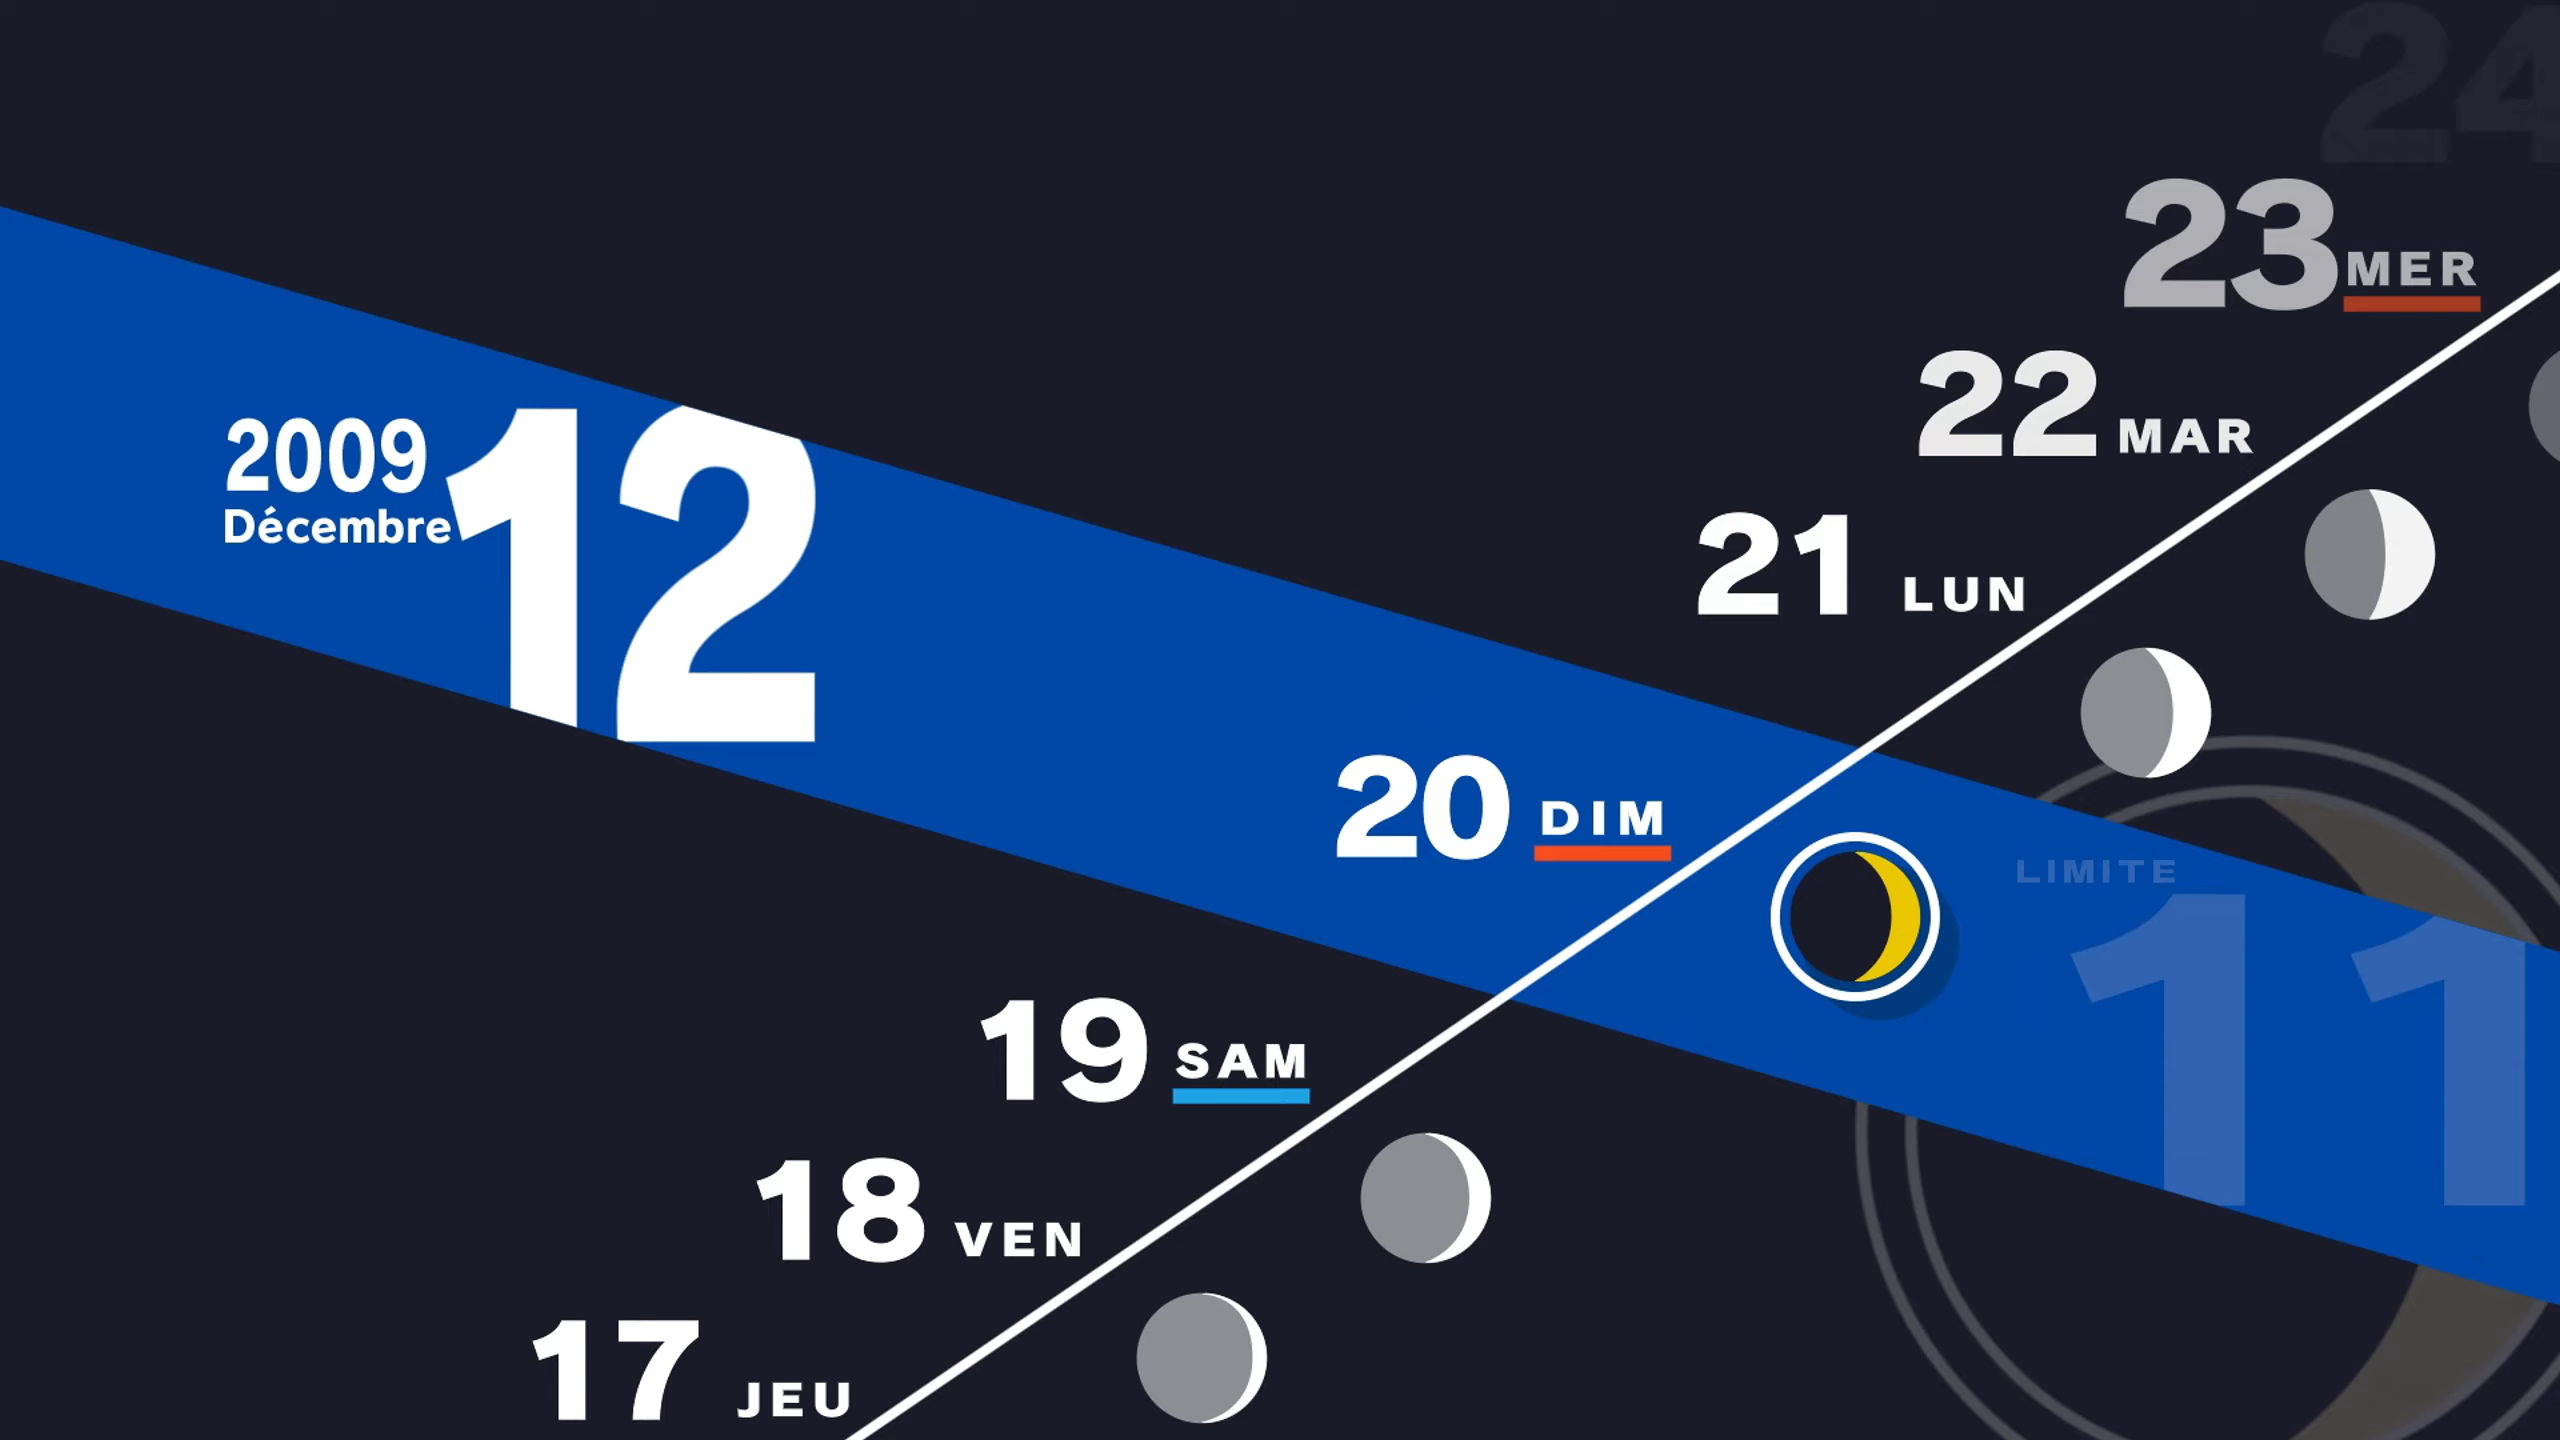 24
23 MER
22 MAR
21 LUN
2009
Décembre
12
20 DIM
LIMITE
11
19 SAM
18 VEN
17 JEU